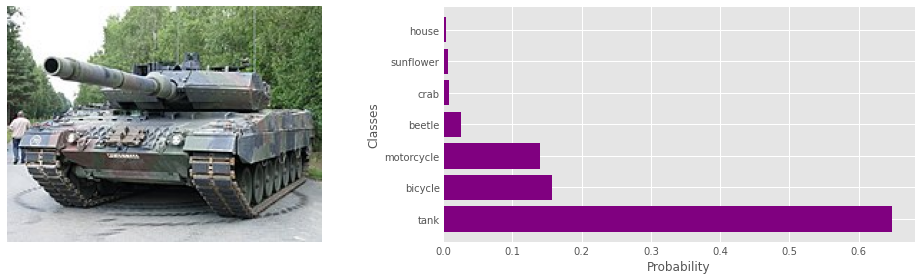 house
sunflower
crab
beetle
motorcycle
bicycle
tank
Classes
0.0 0.1 0.2 0.3 0.4 0.5 0.6
Probability